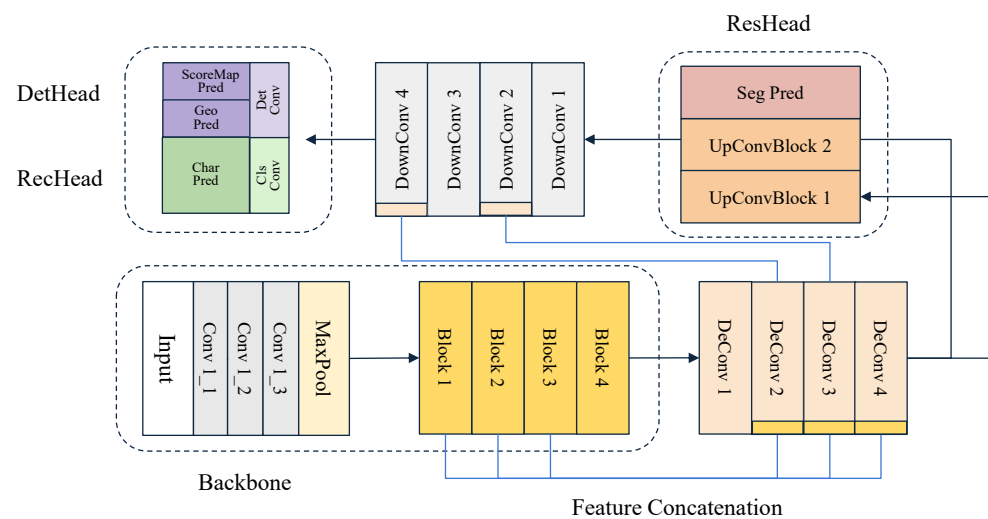 ResHead
DetHead
RecHead
ScoreMap
Pred
Geo
Pred
Det
Conv
Char
Pred
Cls
Conv
DownConv 4
DownConv 3
DownConv 2
DownConv 1
Seg Pred
UpConvBlock 2
UpConvBlock 1
Input
Conv 1_1
Conv 1_2
Conv 1_3
MaxPool
Block 1
Block 2
Block 3
Block 4
DeConv 1
DeConv 2
DeConv 3
DeConv 4
Backbone
Feature Concatenation